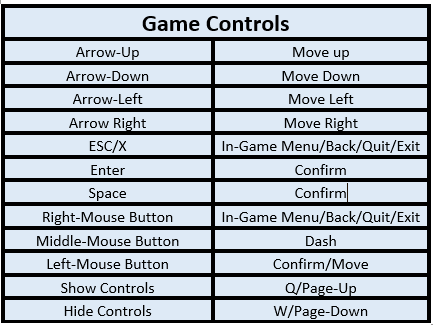 Game Controls
Arrow-Up Move up
Arrow-Down Move Down
Arrow-Left Move Left
Arrow Right Move Right
ESC/X In-Game Menu/Back/Quit/Exit
Enter Confirm
Space Confirm
Right-Mouse Button In-Game Menu/Back/Quit/Exit
Middle-Mouse Button Dash
Left-Mouse Button Confirm/Move
Show Controls Q/Page-Up
Hide Controls W/Page-Down